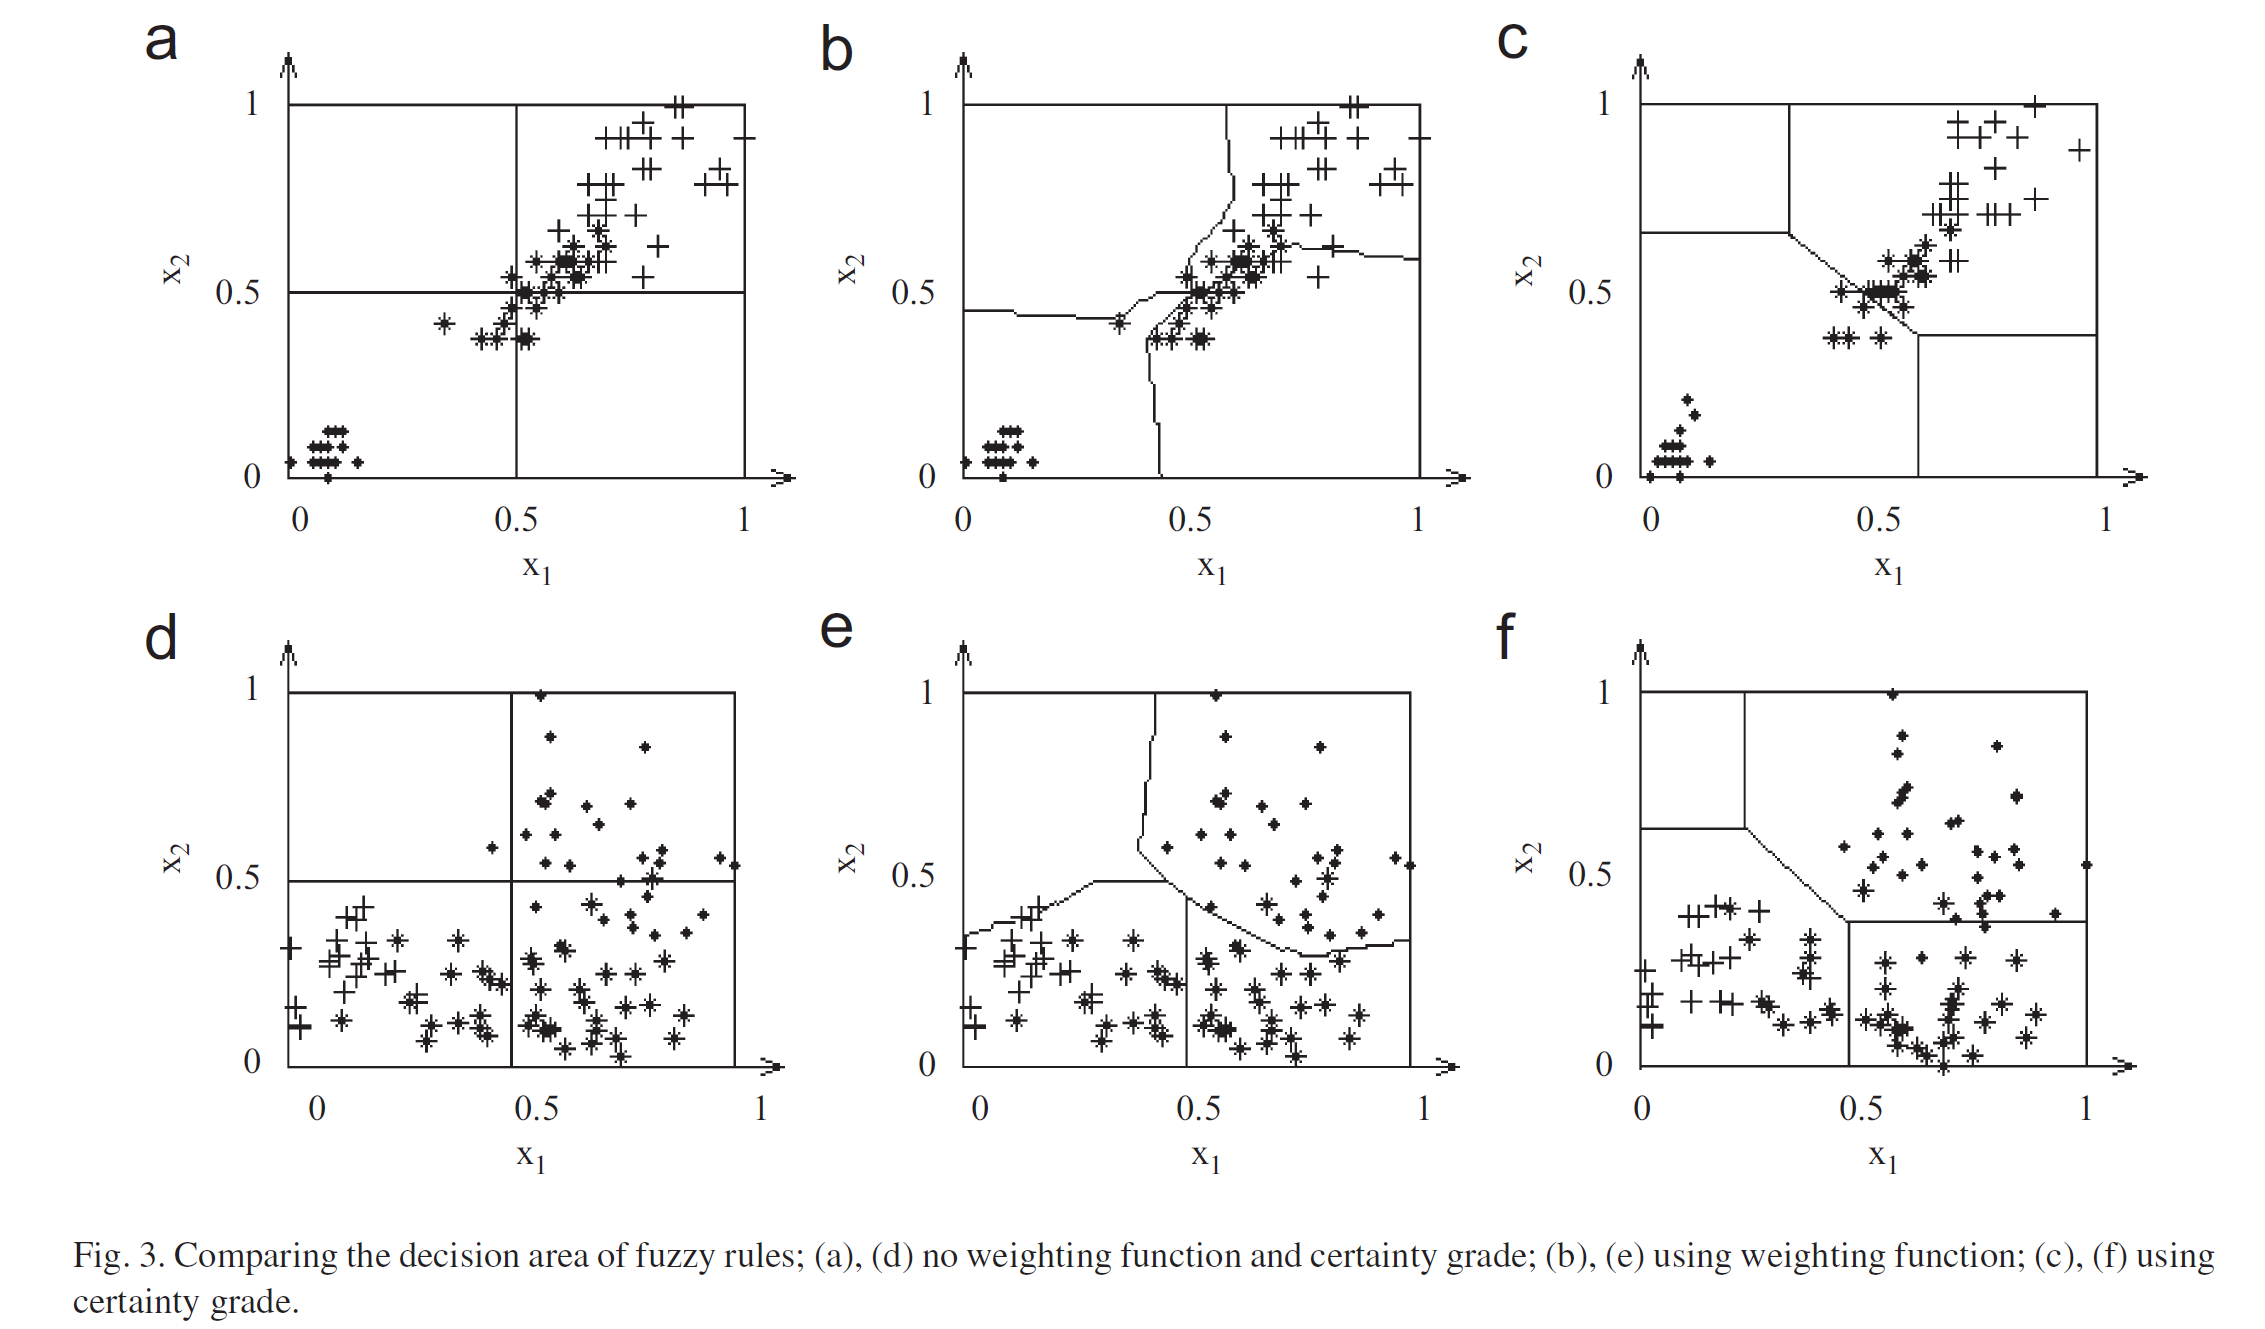 a b c
1 1 1
x2 x2 x2
0.5 0.5 0.5
0 0 0
0 0.5 1 0 0.5 1 0 0.5 1
x1 x1 x1
d e f
1 1 1
x2 x2 x2
0.5 0.5 0.5
0 0 0
0 0.5 1 0 0.5 1 0 0.5 1
x1 x1 x1
Fig. 3. Comparing the decision area of fuzzy rules; (a), (d) no weighting function and certainty grade; (b), (e) using weighting function; (c), (f) using
certainty grade.